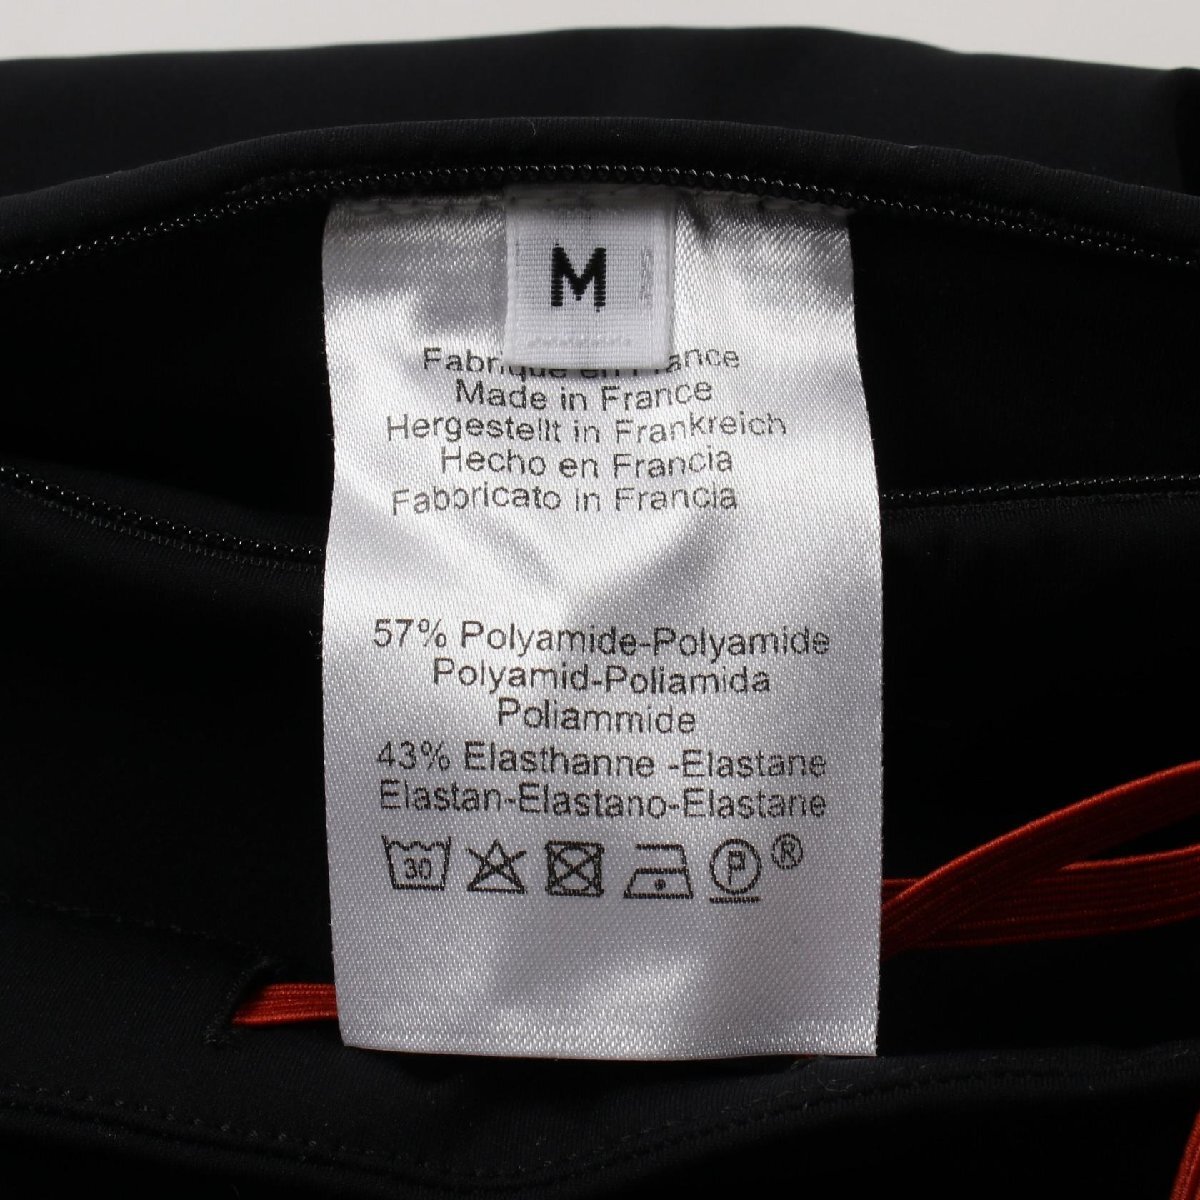 M
Fabrique en France
Made in France
Hergestellt in Frankreich
Hecho en Francia
Fabbricato in Francia
57% Polyamide-Polyamide
Polyamid-Poliamida
Poliammide
43% Elasthanne -Elastane
Elastan-Elastano-Elastane
30 P ®